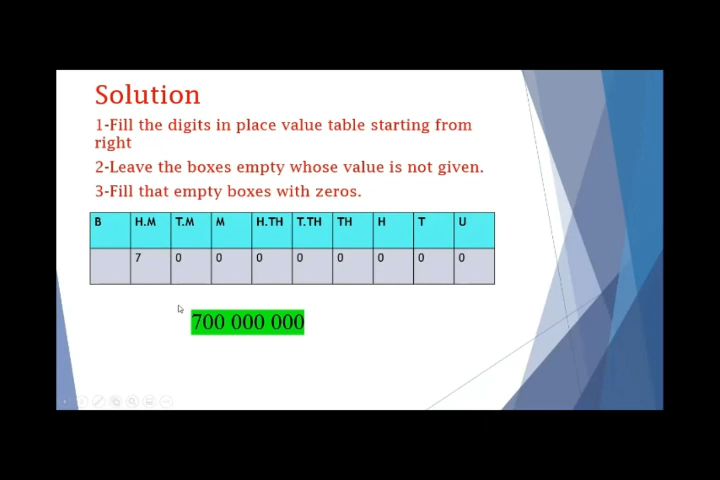 Solution
1-Fill the digits in place value table starting from
right
2-Leave the boxes empty whose value is not given.
3-Fill that empty boxes with zeros.
B H.M T.M M H.TH T.TH TH H T U
7 0 0 0 0 0 0 0 0
700 000 000